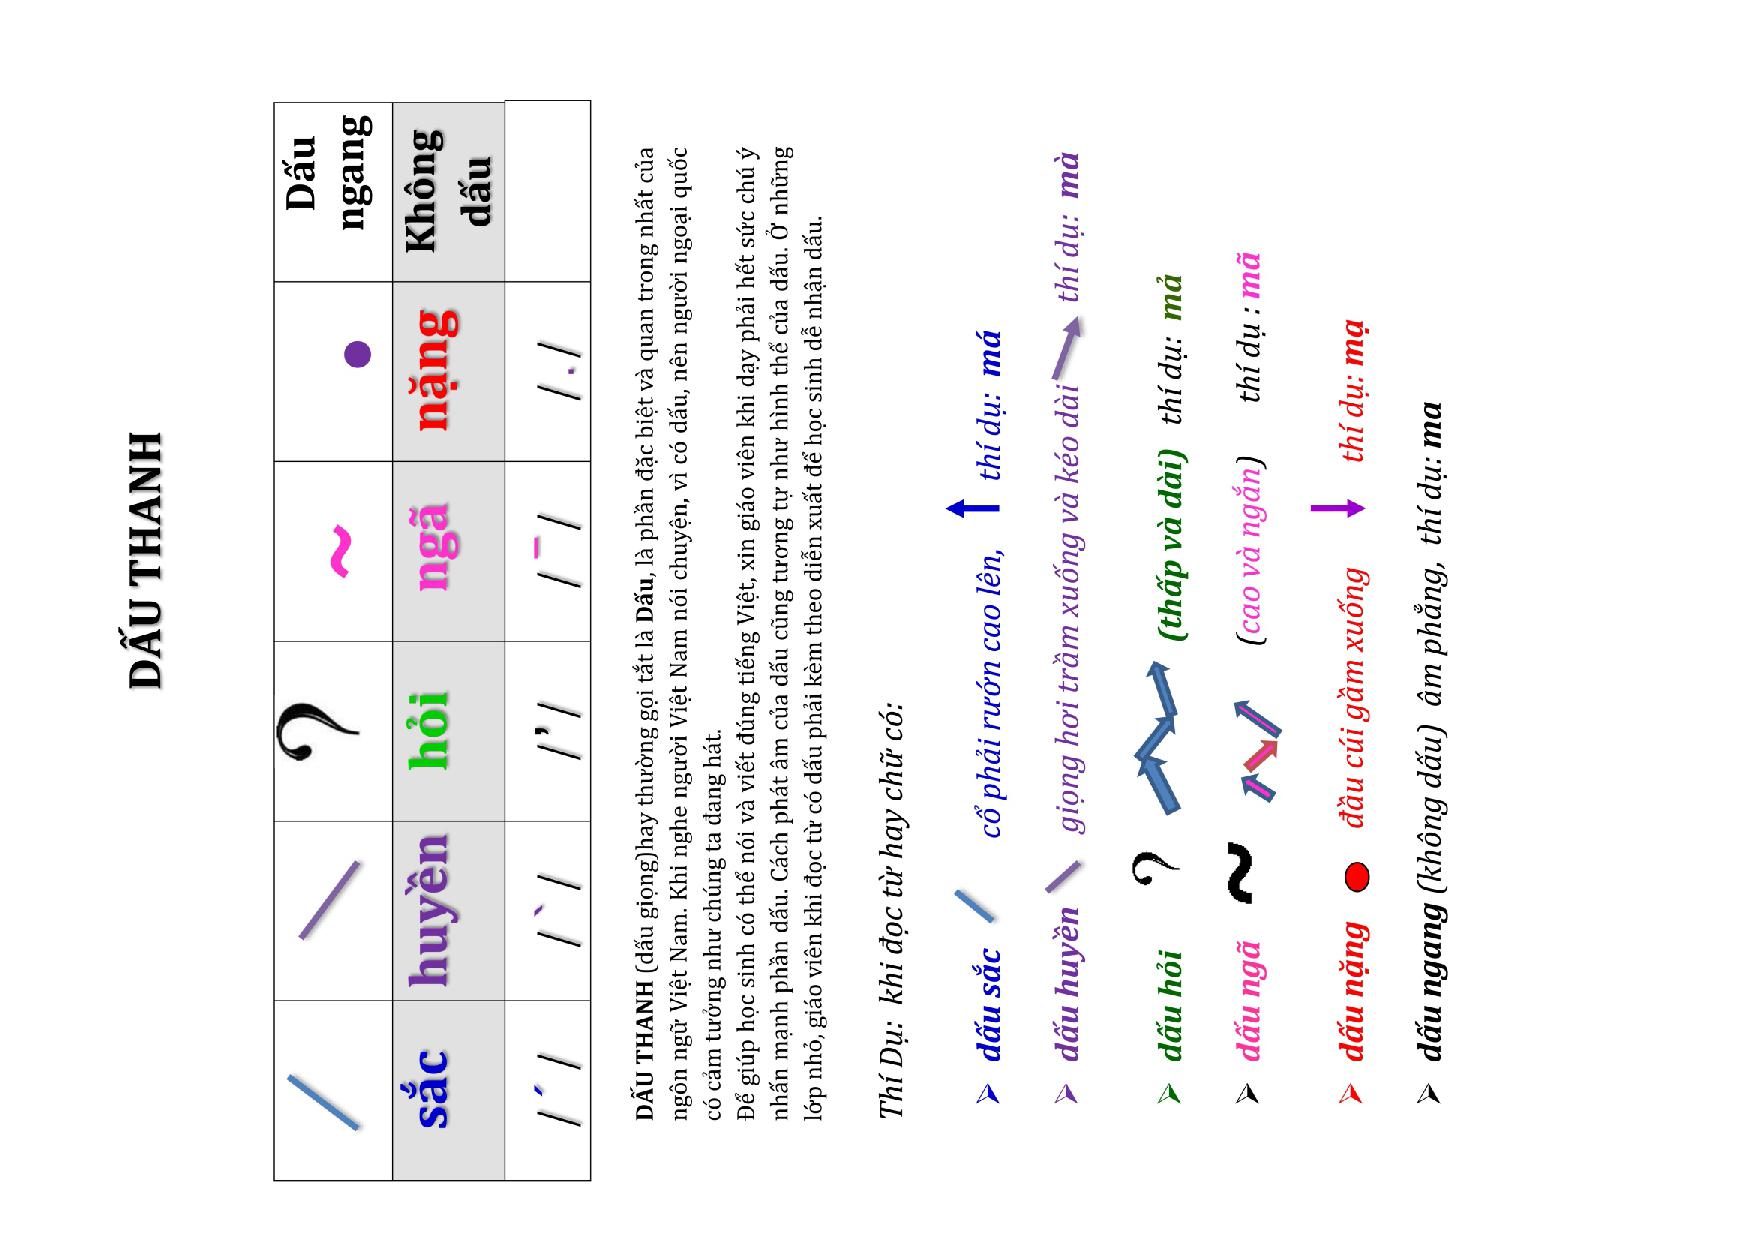 DẤU THANH
Dấu
ngang
sắc huyền hỏi ngã nặng Không
dấu
/ ´ / / ` / / ʼ / / ‾ / / . /
DẤU THANH (dấu giọng)hay thường gọi tắt là Dấu, là phần đặc biệt và quan trong nhất của
ngôn ngữ Việt Nam. Khi nghe người Việt Nam nói chuyện, vì có dấu, nên người ngoại quốc
có cảm tưởng như chúng ta đang hát.
Để giúp học sinh có thể nói và viết đúng tiếng Việt, xin giáo viên khi dạy phải hết sức chú ý
nhấn mạnh phần dấu. Cách phát âm của dấu cũng tương tự như hình thể của dấu. Ở những
lớp nhỏ, giáo viên khi đọc từ có dấu phải kèm theo diễn xuất để học sinh dễ nhận dấu.
Thí Dụ: khi đọc từ hay chữ có:
dấu sắc cổ phải rướn cao lên, thí dụ: má
dấu huyền giọng hơi trầm xuống và kéo dài thí dụ: mà
dấu hỏi ? (thấp và dài) thí dụ: mả
dấu ngã ~ (cao và ngắn) thí dụ : mã
dấu nặng đầu cúi gầm xuống thí dụ: mạ
dấu ngang (không dấu) âm phẳng, thí dụ: ma